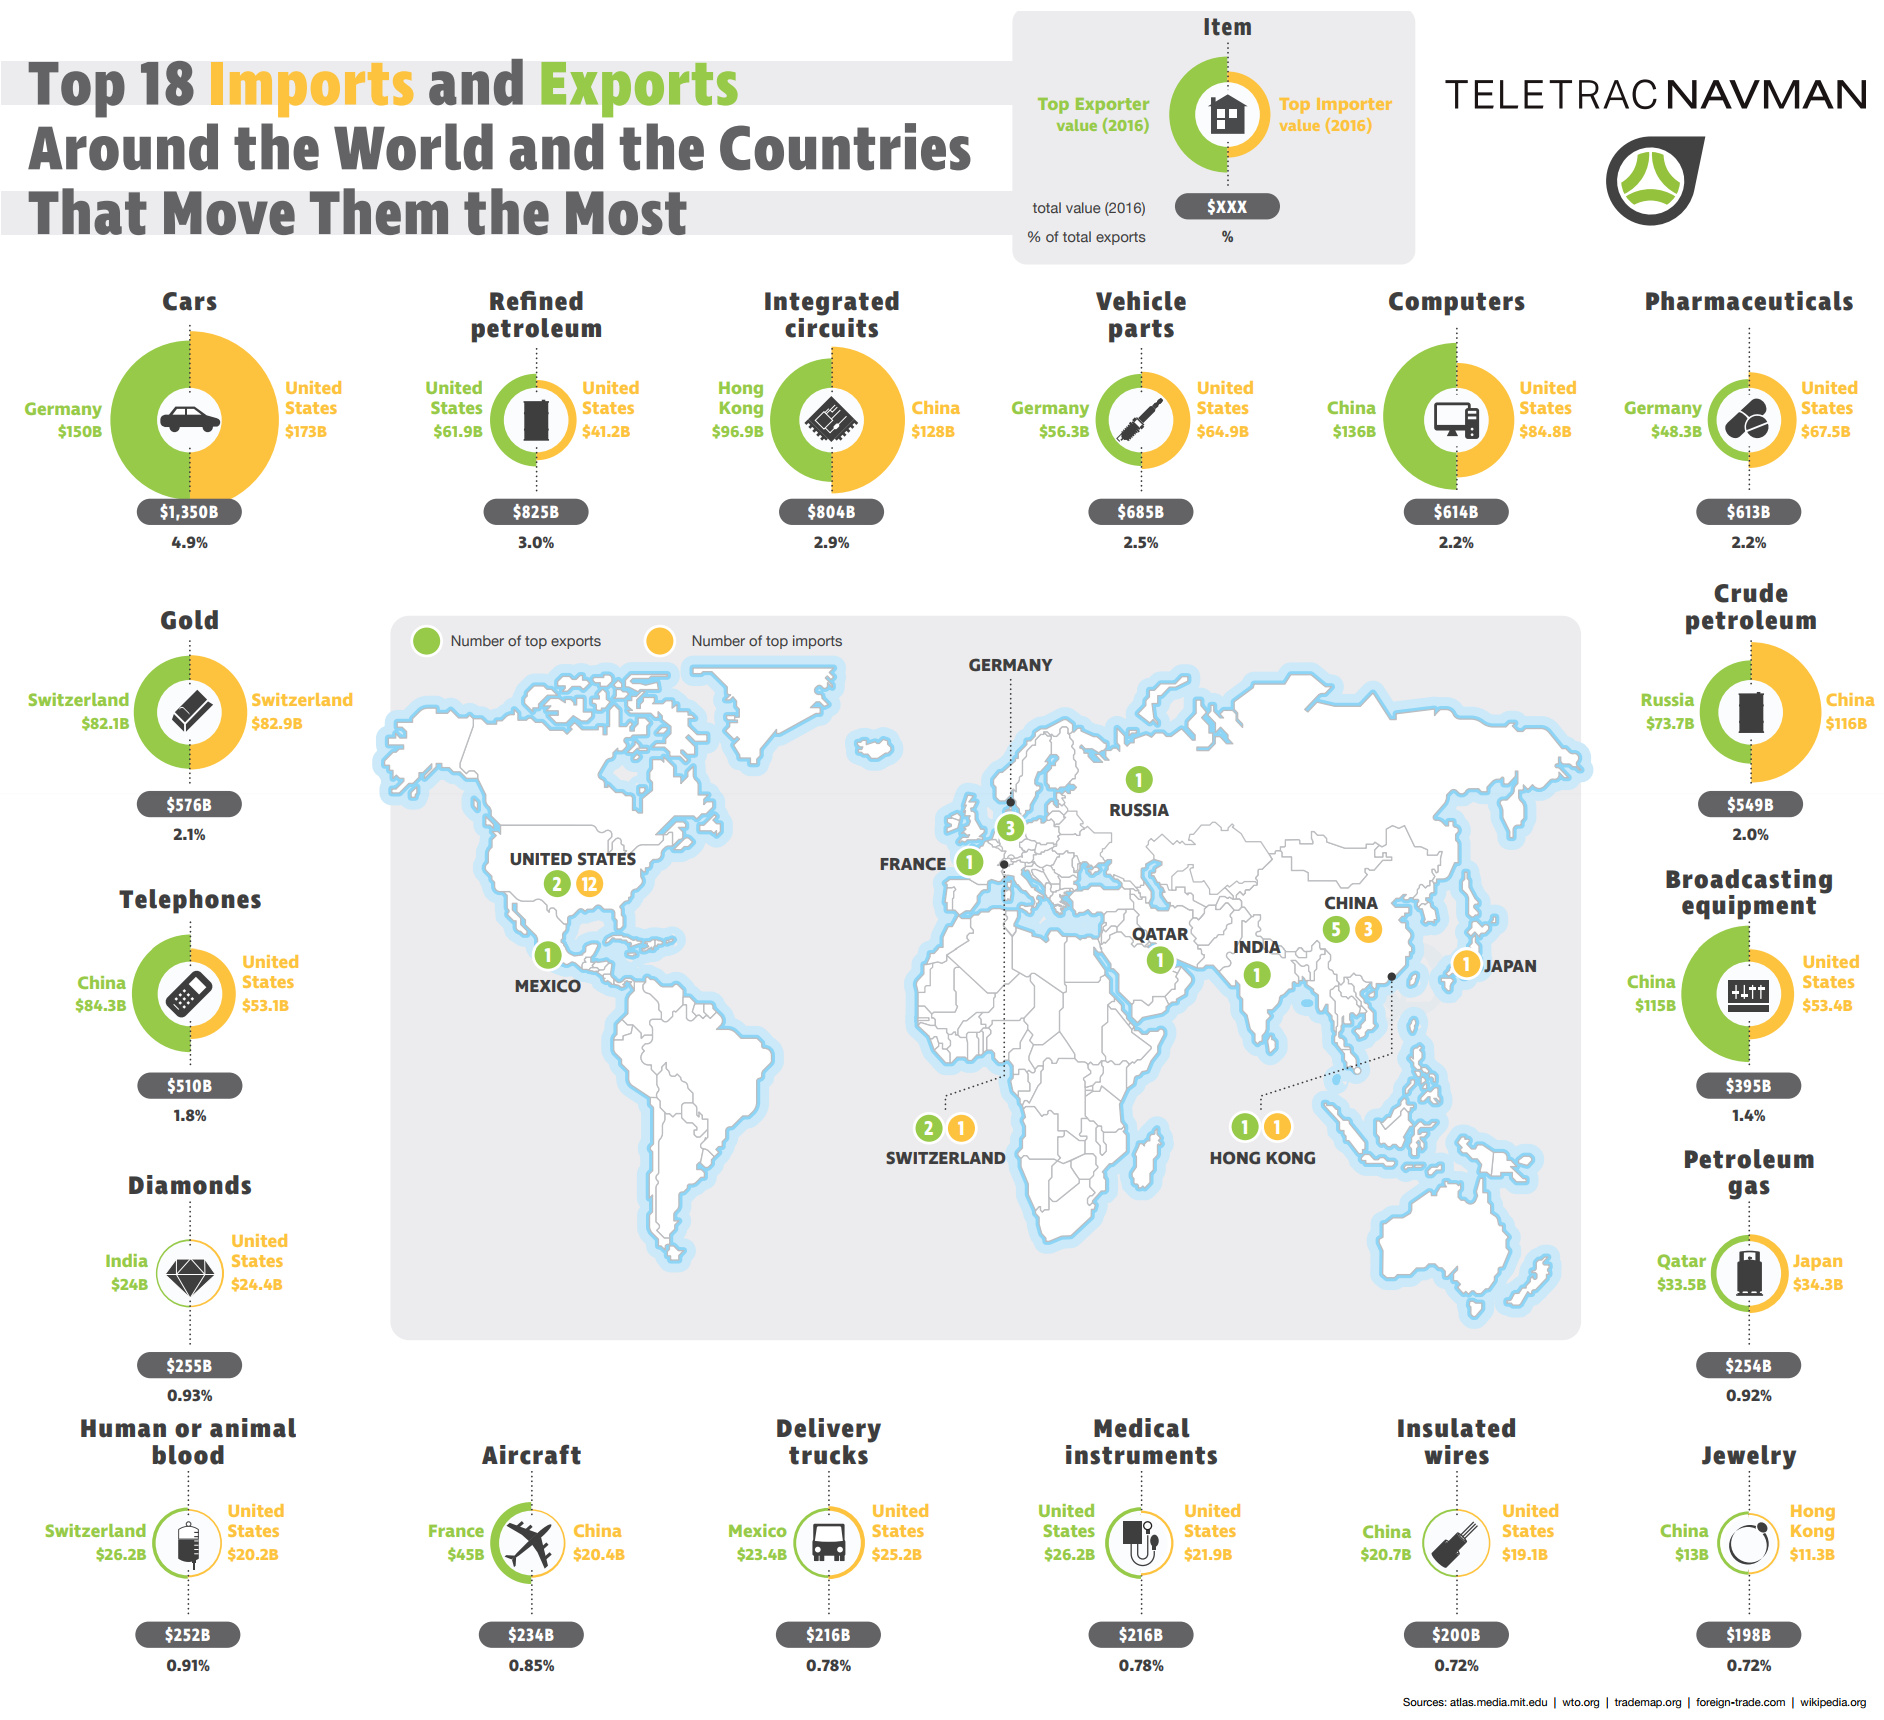 Top 18 Imports and Exports
Around the World and the Countries
That Move Them the Most
Item
Top Exporter
value (2016)
Top Importer
value (2016)
total value (2016)
$XXX
% of total exports
%
TELETRAC NAVMAN
Cars
Germany
$150B
United
States
$173B
$1,350B
4.9%
Refined
petroleum
United
States
$61.9B
United
States
$41.2B
$825B
3.0%
Integrated
circuits
Hong
Kong
$96.9B
China
$128B
$804B
2.9%
Vehicle
parts
Germany
$56.3B
United
States
$64.9B
$685B
2.5%
Computers
China
$136B
United
States
$84.8B
$614B
2.2%
Pharmaceuticals
Germany
$48.3B
United
States
$67.5B
$613B
2.2%
Gold
Switzerland
$82.1B
Switzerland
$82.9B
$576B
2.1%
Number of top exports
Number of top imports
GERMANY
3
1
RUSSIA
FRANCE
1
UNITED STATES
2 12
1
MEXICO
CHINA
5 3
QATAR
1
INDIA
1
1
JAPAN
2 1
SWITZERLAND
1 1
HONG KONG
Crude
petroleum
Russia
$73.7B
China
$116B
$549B
2.0%
Telephones
China
$84.3B
United
States
$53.1B
$510B
1.8%
Broadcasting
equipment
China
$115B
United
States
$53.4B
$395B
1.4%
Diamonds
India
$24B
United
States
$24.4B
$255B
0.93%
Petroleum
gas
Qatar
$33.5B
Japan
$34.3B
$254B
0.92%
Human or animal
blood
Switzerland
$26.2B
United
States
$20.2B
$252B
0.91%
Aircraft
France
$45B
China
$20.4B
$234B
0.85%
Delivery
trucks
Mexico
$23.4B
United
States
$25.2B
$216B
0.78%
Medical
instruments
United
States
$26.2B
United
States
$21.9B
$216B
0.78%
Insulated
wires
China
$20.7B
United
States
$19.1B
$200B
0.72%
Jewelry
China
$13B
Hong
Kong
$11.3B
$198B
0.72%
Sources: atlas.media.mit.edu | wto.org | trademap.org | foreign-trade.com | wikipedia.org